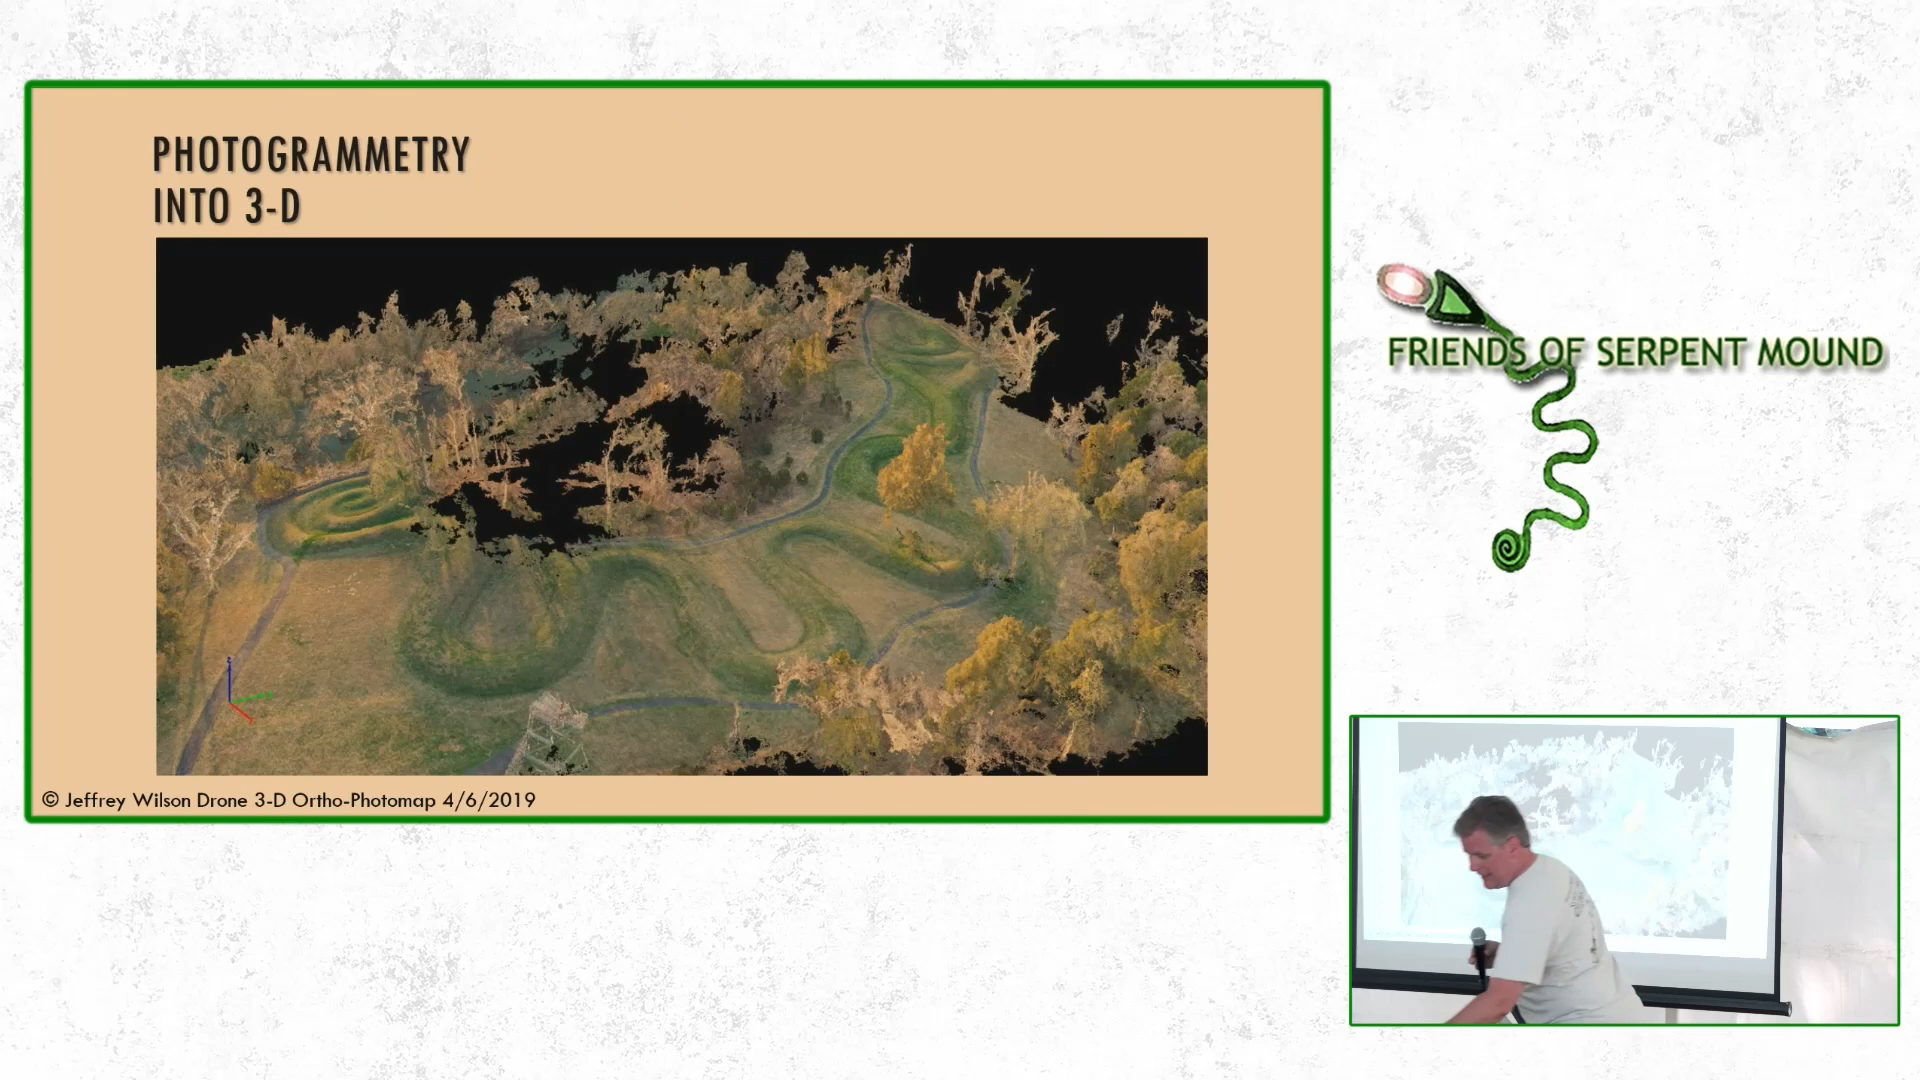 PHOTOGRAMMETRY
INTO 3-D
© Jeffrey Wilson Drone 3-D Ortho-Photomap 4/6/2019
FRIENDS OF SERPENT MOUND